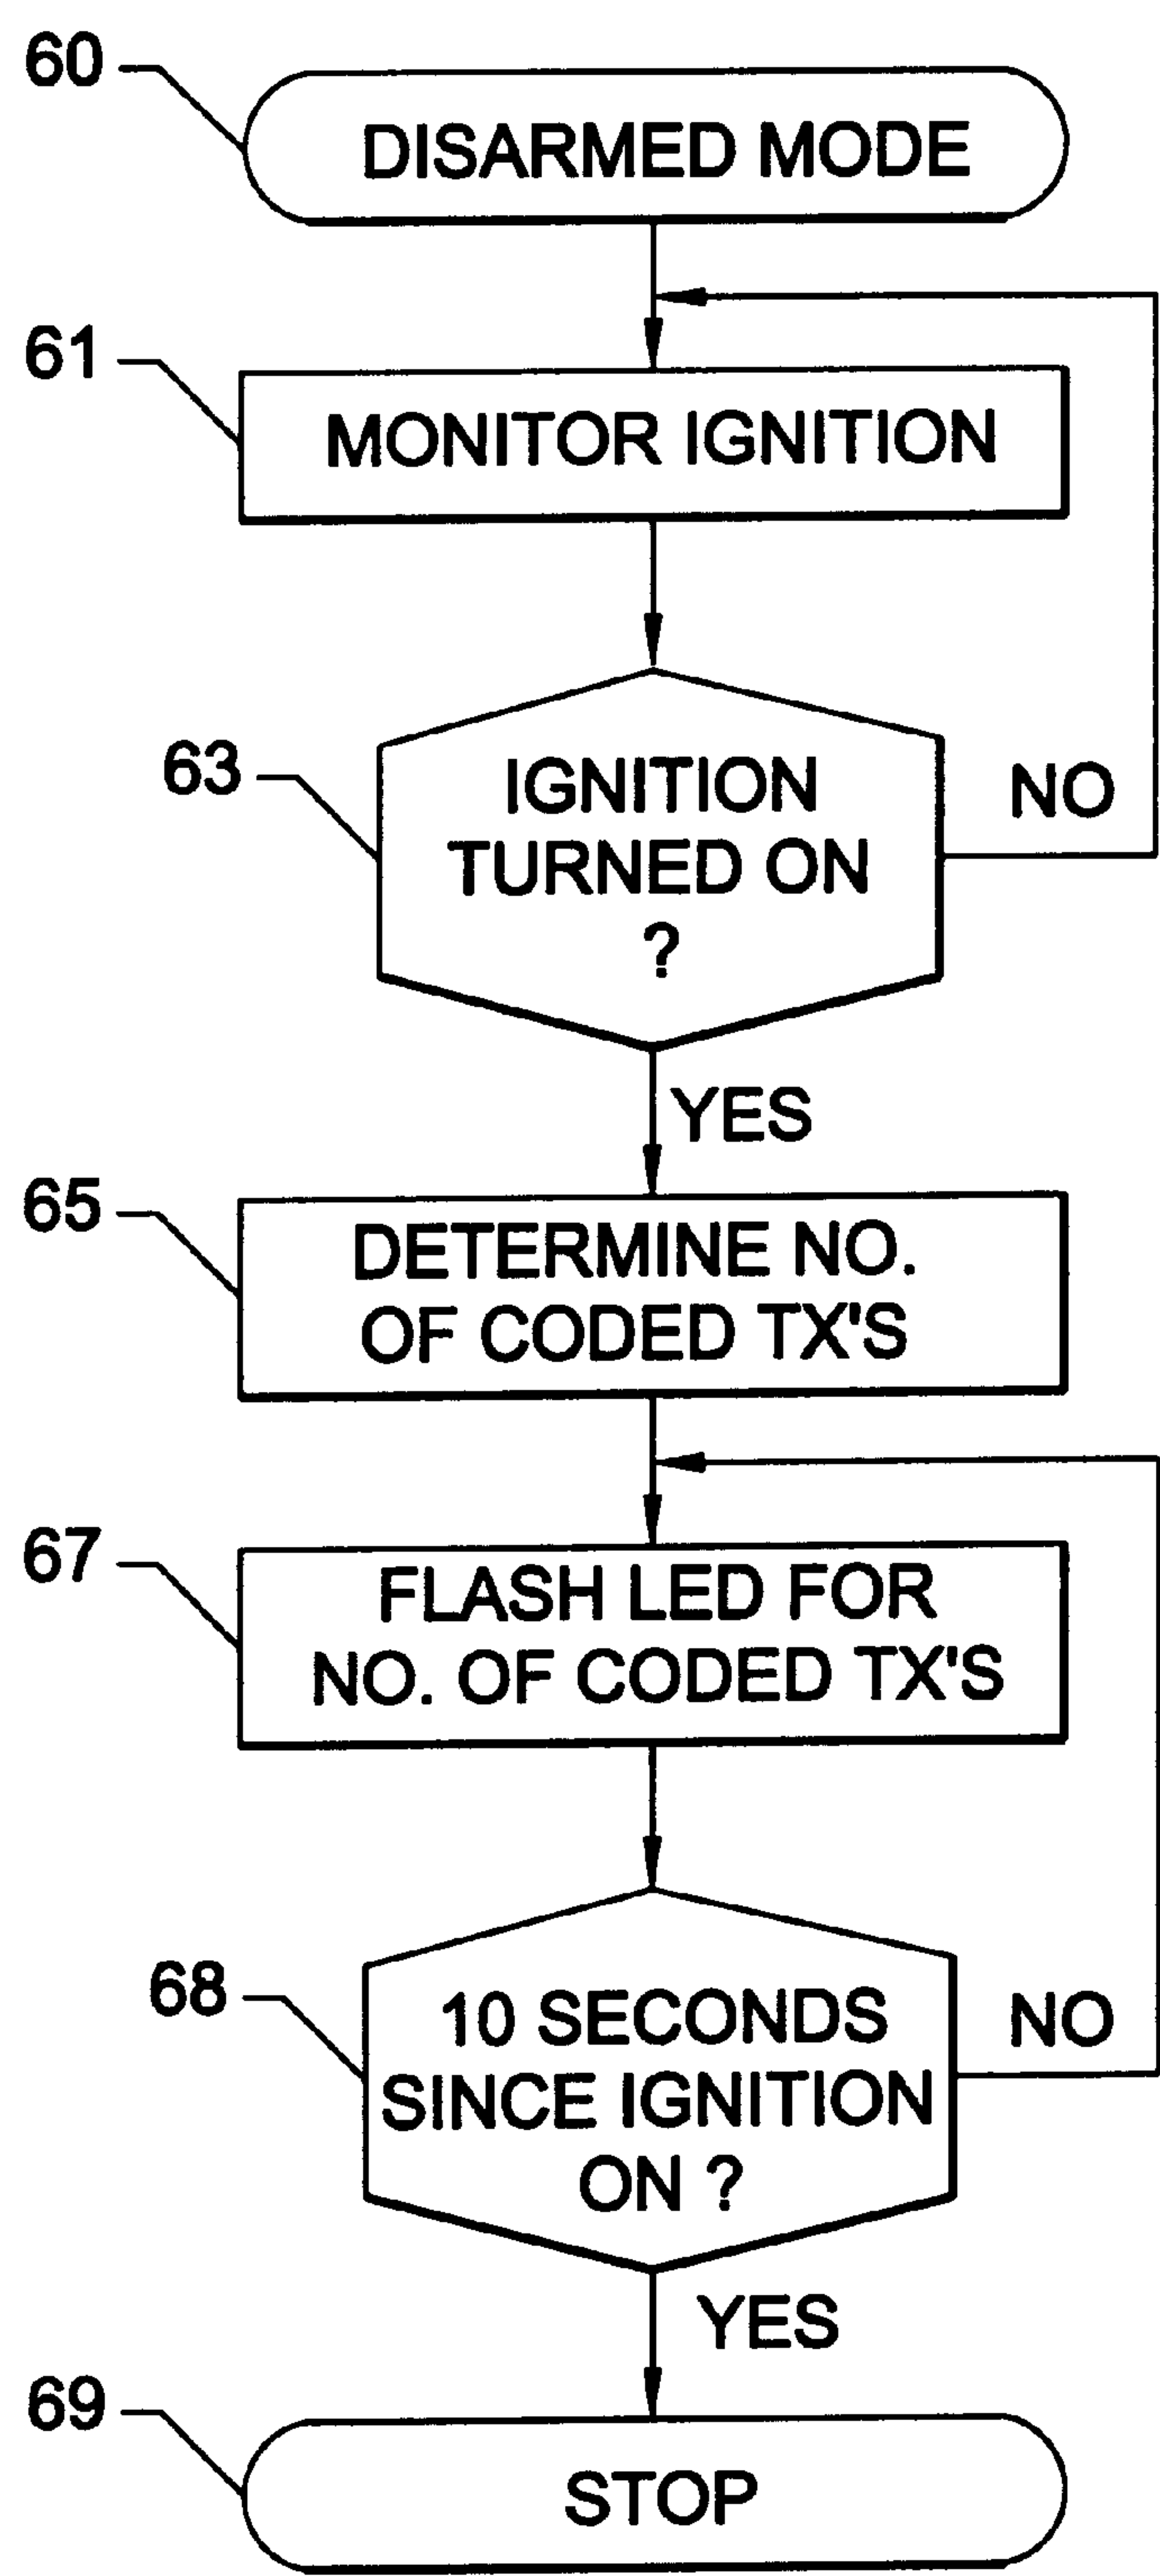 60
DISARMED MODE
61
MONITOR IGNITION
63
IGNITION
TURNED ON
?
NO
YES
65
DETERMINE NO.
OF CODED TX'S
67
FLASH LED FOR
NO. OF CODED TX'S
68
10 SECONDS
SINCE IGNITION
ON ?
NO
YES
69
STOP